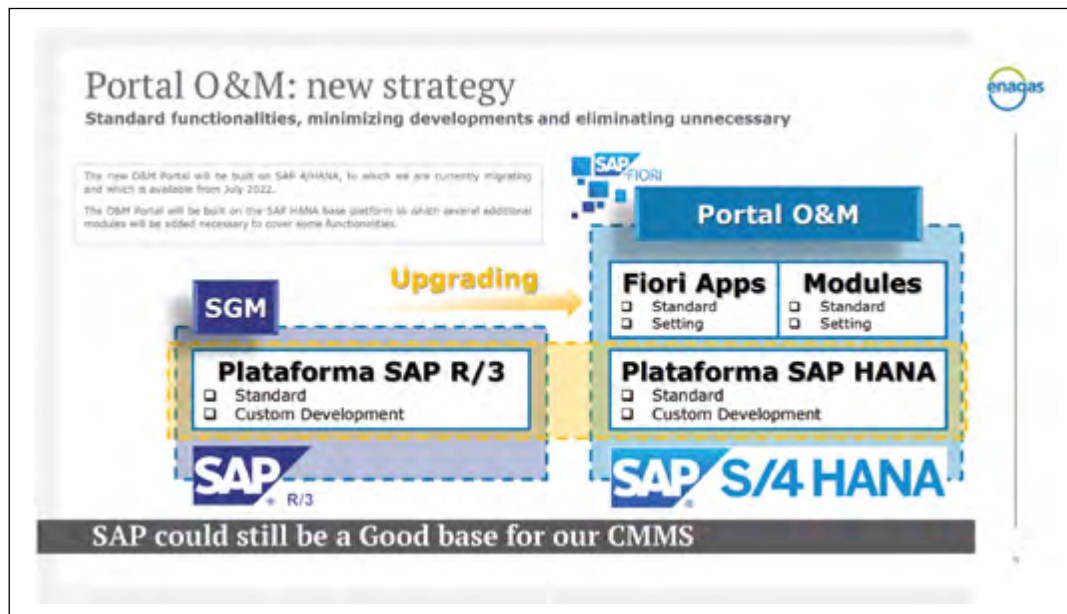 Portal O&M: new strategy
enagas
Standard functionalities, minimizing developments and eliminating unnecessary
The new O&M Portal will be built on SAP 4/HANA, to which we are currently migrating
and which is available from July 2022.
The O&M Portal will be built on the SAP HANA base platform to which several additional
modules will be added necessary to cover some functionalities.
SAP
FIORI
Portal O&M
Upgrading
SGM
Fiori Apps
❑ Standard
❑ Setting
Modules
❑ Standard
❑ Setting
Plataforma SAP R/3
❑ Standard
❑ Custom Development
Plataforma SAP HANA
❑ Standard
❑ Custom Development
SAP® R/3
SAP® S/4 HANA
SAP could still be a Good base for our CMMS